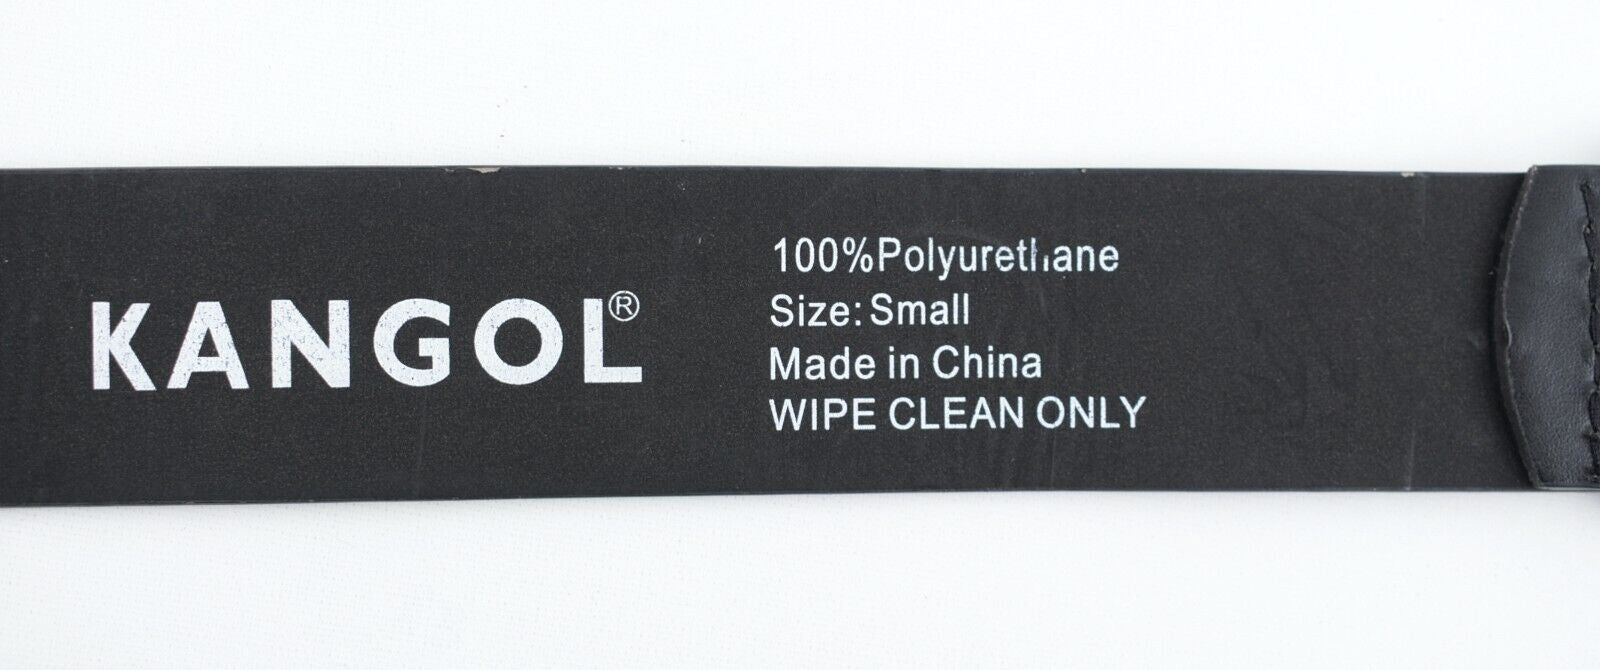 KANGOL®
100%Polyurethane
Size: Small
Made in China
WIPE CLEAN ONLY